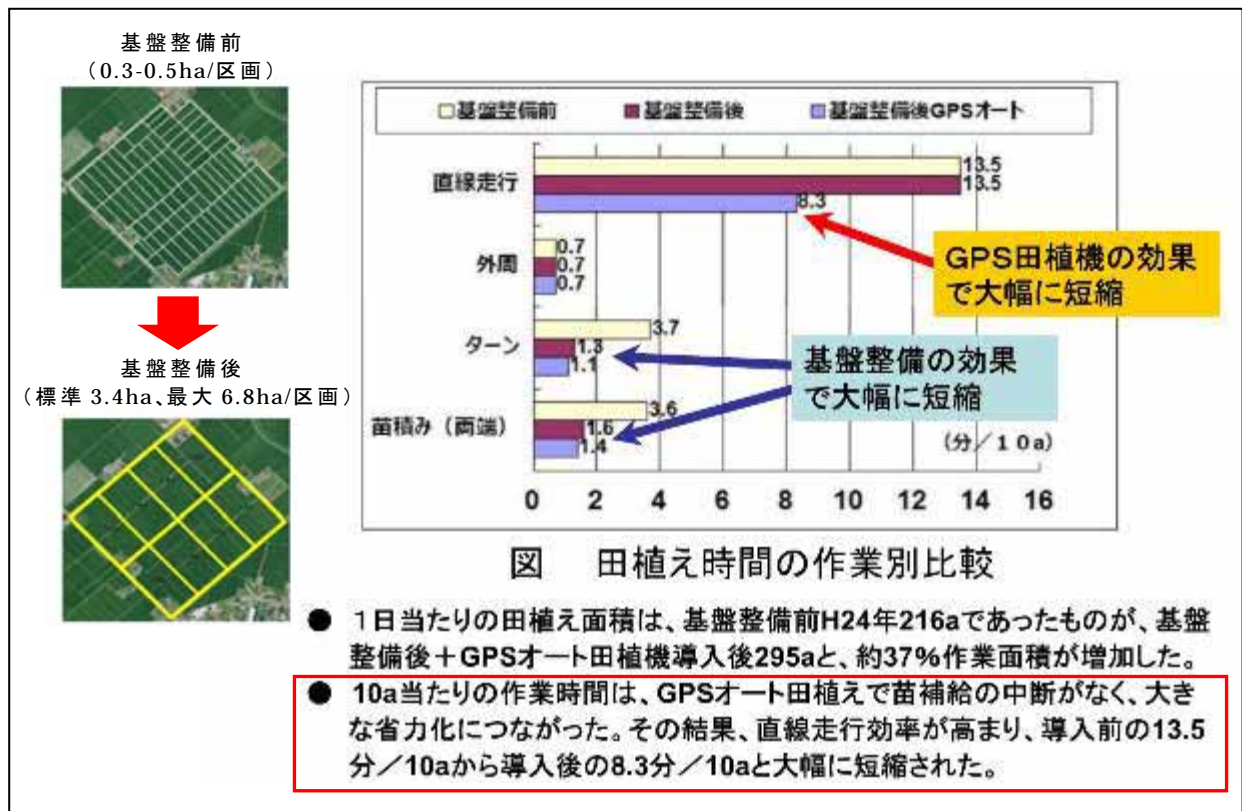 基盤整備前
（0.3-0.5ha/区画）
基盤整備後
（標準 3.4ha、最大 6.8ha/区画）
□基盤整備前 ■基盤整備後 □基盤整備後GPSオート
直線走行
13.5
13.5
8.3
外周
0.7
0.7
0.7
ターン
3.7
1.3
1.1
苗積み（両端）
3.6
1.6
1.4
GPS田植機の効果
で大幅に短縮
基盤整備の効果
で大幅に短縮
（分／１０a）
0 2 4 6 8 10 12 14 16
図　田植え時間の作業別比較
● 1日当たりの田植え面積は、基盤整備前H24年216aであったものが、基盤
整備後＋GPSオート田植機導入後295aと、約37%作業面積が増加した。
● 10a当たりの作業時間は、GPSオート田植えで苗補給の中断がなく、大き
な省力化につながった。その結果、直線走行効率が高まり、導入前の13.5
分／10aから導入後の8.3分／10aと大幅に短縮された。